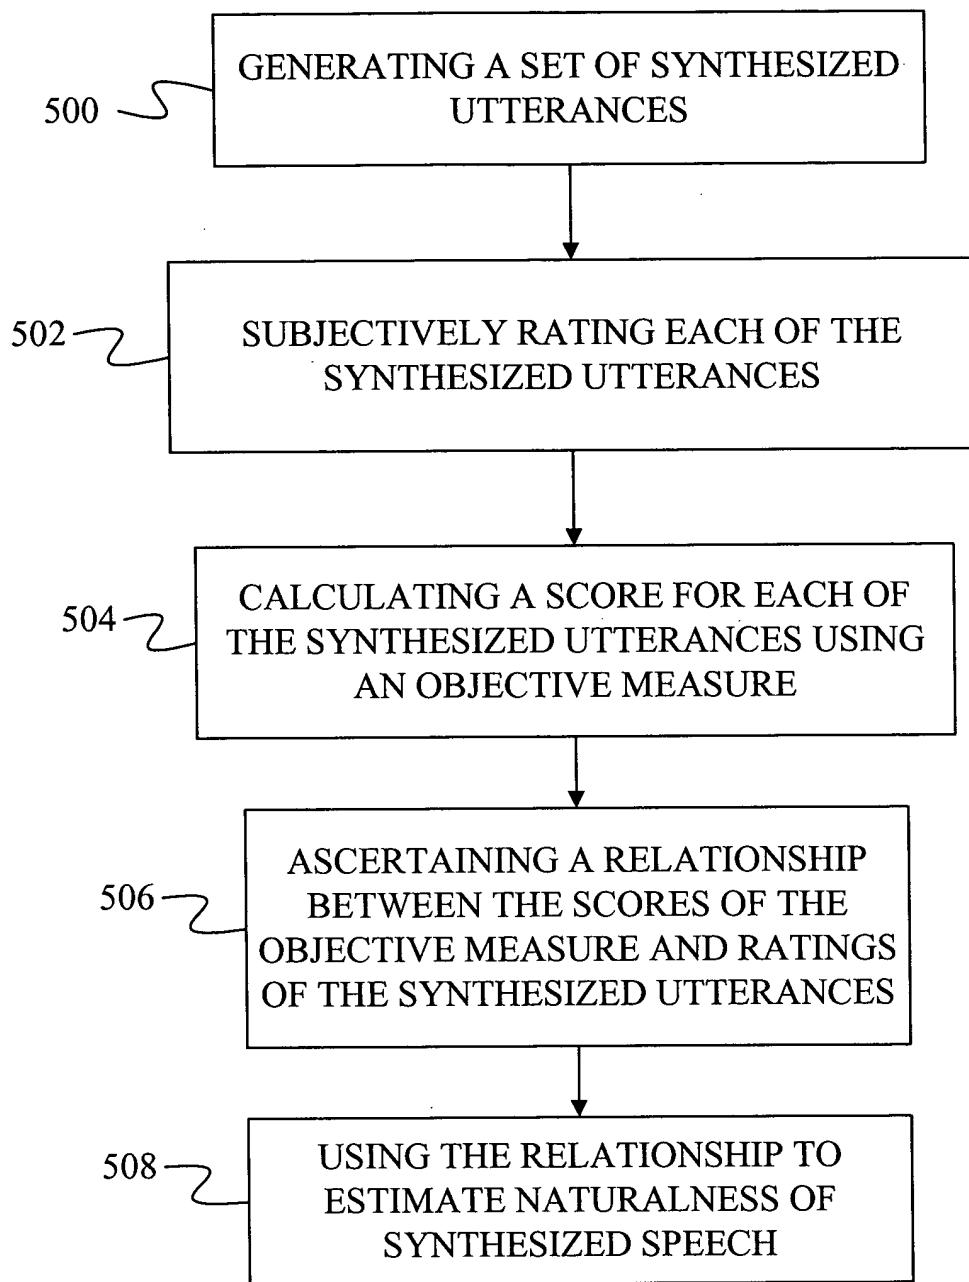 500
GENERATING A SET OF SYNTHESIZED
UTTERANCES
502
SUBJECTIVELY RATING EACH OF THE
SYNTHESIZED UTTERANCES
504
CALCULATING A SCORE FOR EACH OF
THE SYNTHESIZED UTTERANCES USING
AN OBJECTIVE MEASURE
506
ASCERTAINING A RELATIONSHIP
BETWEEN THE SCORES OF THE
OBJECTIVE MEASURE AND RATINGS
OF THE SYNTHESIZED UTTERANCES
508
USING THE RELATIONSHIP TO
ESTIMATE NATURALNESS OF
SYNTHESIZED SPEECH